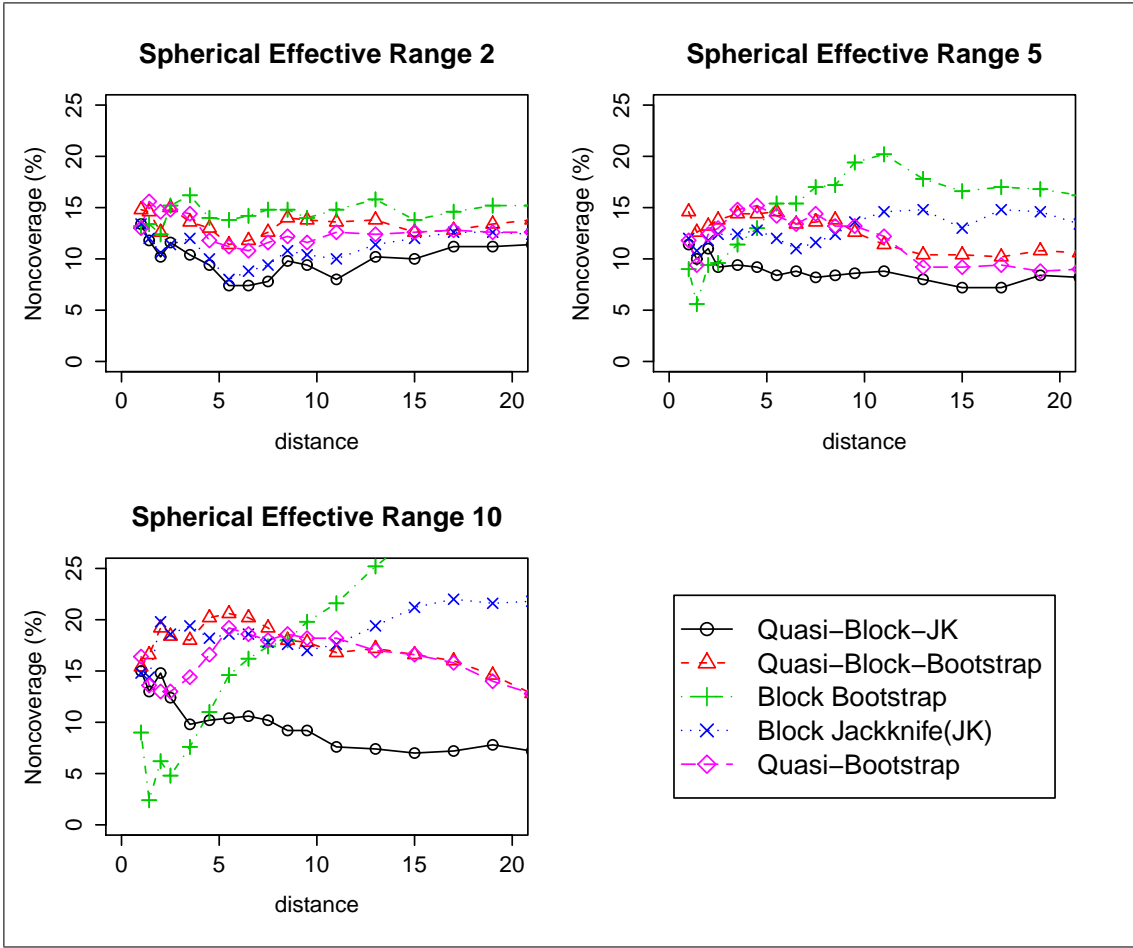 Spherical Effective Range 2
Noncoverage (%)
0 5 10 15 20 25
0 5 10 15 20
distance
Spherical Effective Range 5
Noncoverage (%)
0 5 10 15 20 25
0 5 10 15 20
distance
Spherical Effective Range 10
Noncoverage (%)
0 5 10 15 20 25
0 5 10 15 20
distance
Quasi−Block−JK
Quasi−Block−Bootstrap
Block Bootstrap
Block Jackknife(JK)
Quasi−Bootstrap